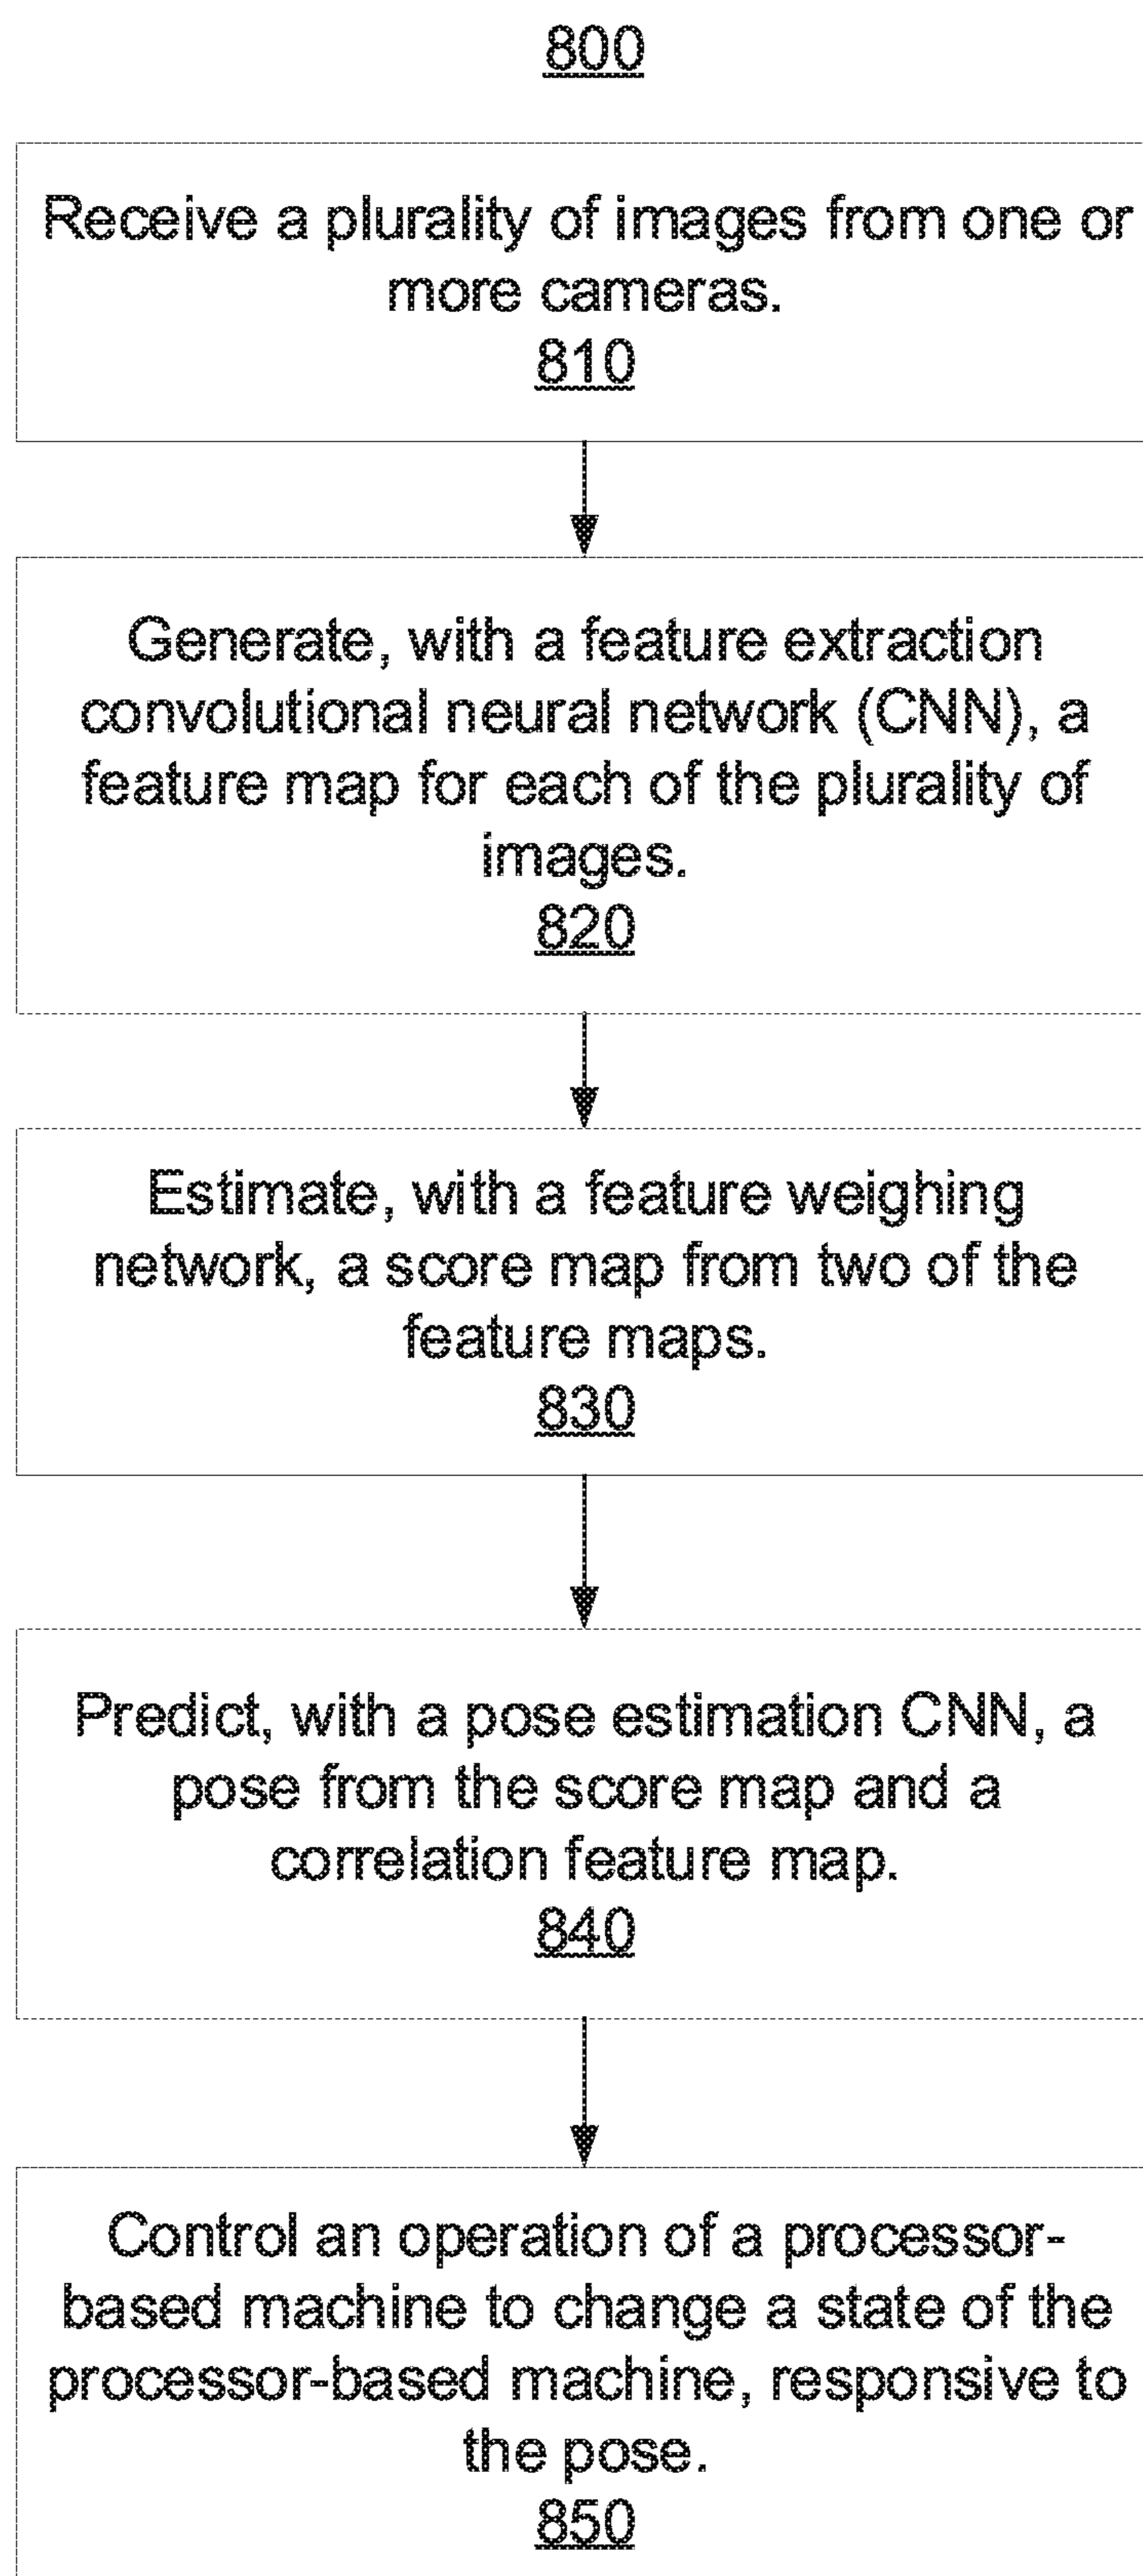 800
Receive a plurality of images from one or
more cameras.
810
Generate, with a feature extraction
convolutional neural network (CNN), a
feature map for each of the plurality of
images.
820
Estimate, with a feature weighing
network, a score map from two of the
feature maps.
830
Predict, with a pose estimation CNN, a
pose from the score map and a
correlation feature map.
840
Control an operation of a processor-
based machine to change a state of the
processor-based machine, responsive to
the pose.
850